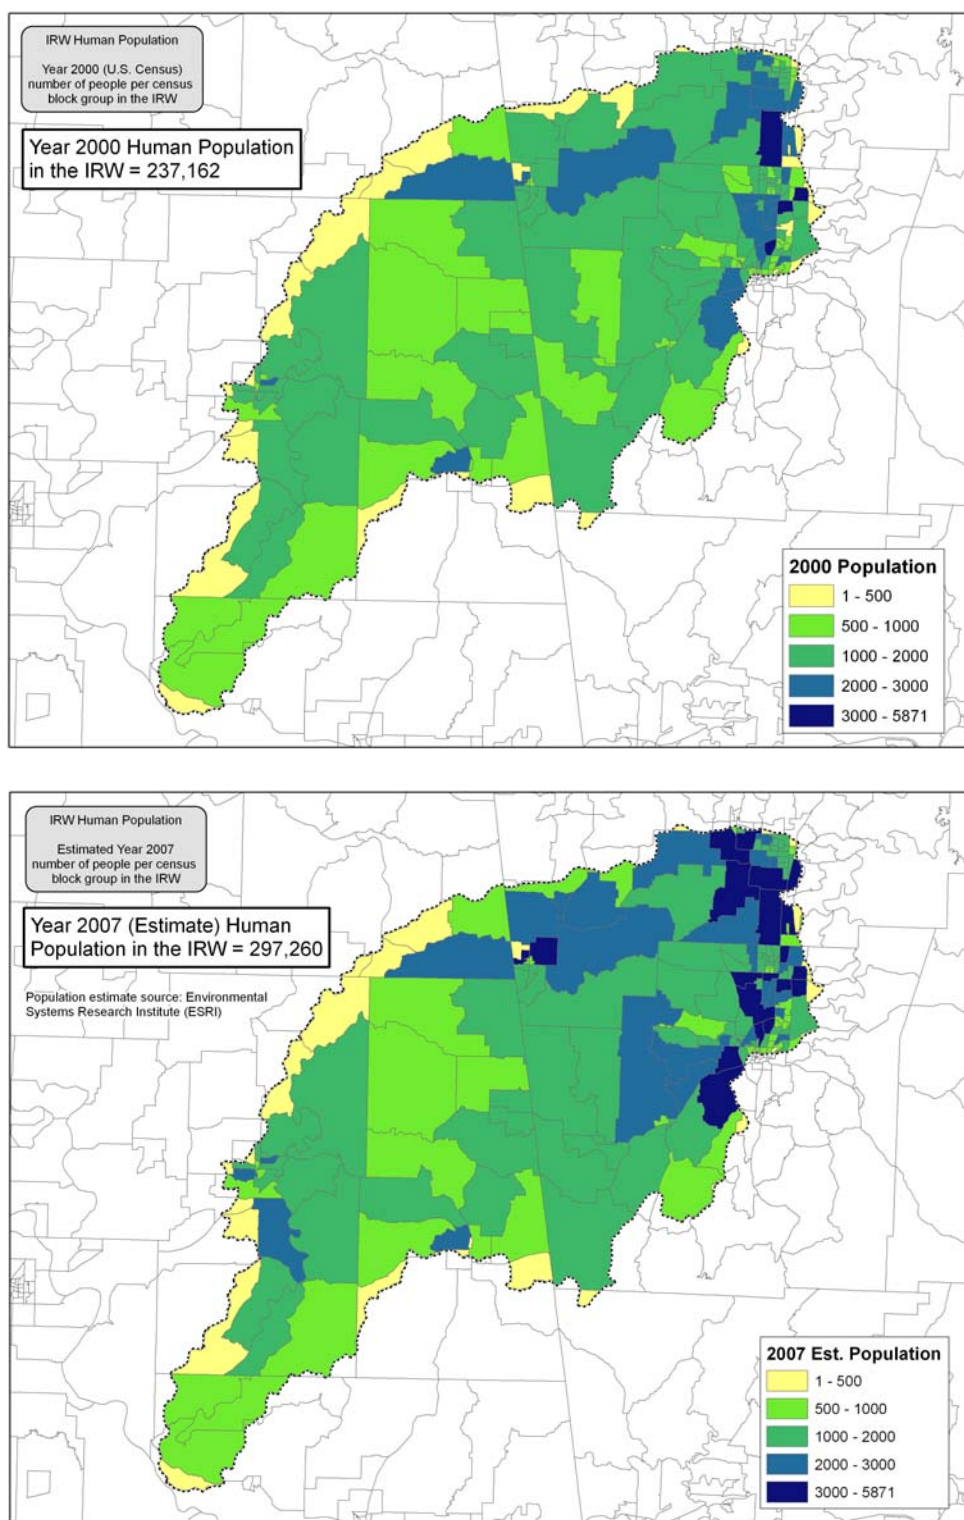 IRW Human Population
Year 2000 (U.S. Census)
number of people per census
block group in the IRW
Year 2000 Human Population
in the IRW = 237,162
2000 Population
1 - 500
500 - 1000
1000 - 2000
2000 - 3000
3000 - 5871
IRW Human Population
Estimated Year 2007
number of people per census
block group in the IRW
Year 2007 (Estimate) Human
Population in the IRW = 297,260
Population estimate source: Environmental
Systems Research Institute (ESRI)
2007 Est. Population
1 - 500
500 - 1000
1000 - 2000
2000 - 3000
3000 - 5871